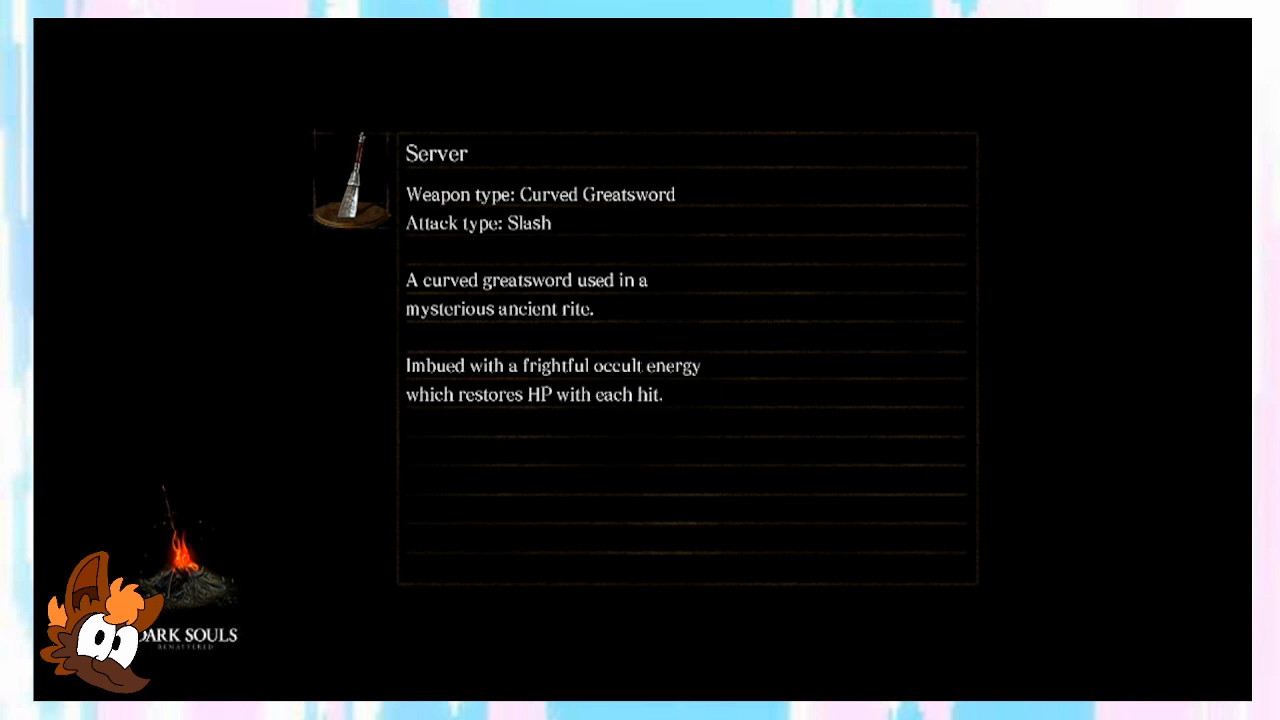 Server
Weapon type: Curved Greatsword
Attack type: Slash
A curved greatsword used in a
mysterious ancient rite.
Imbued with a frightful occult energy
which restores HP with each hit.
DARK SOULS
REMASTERED